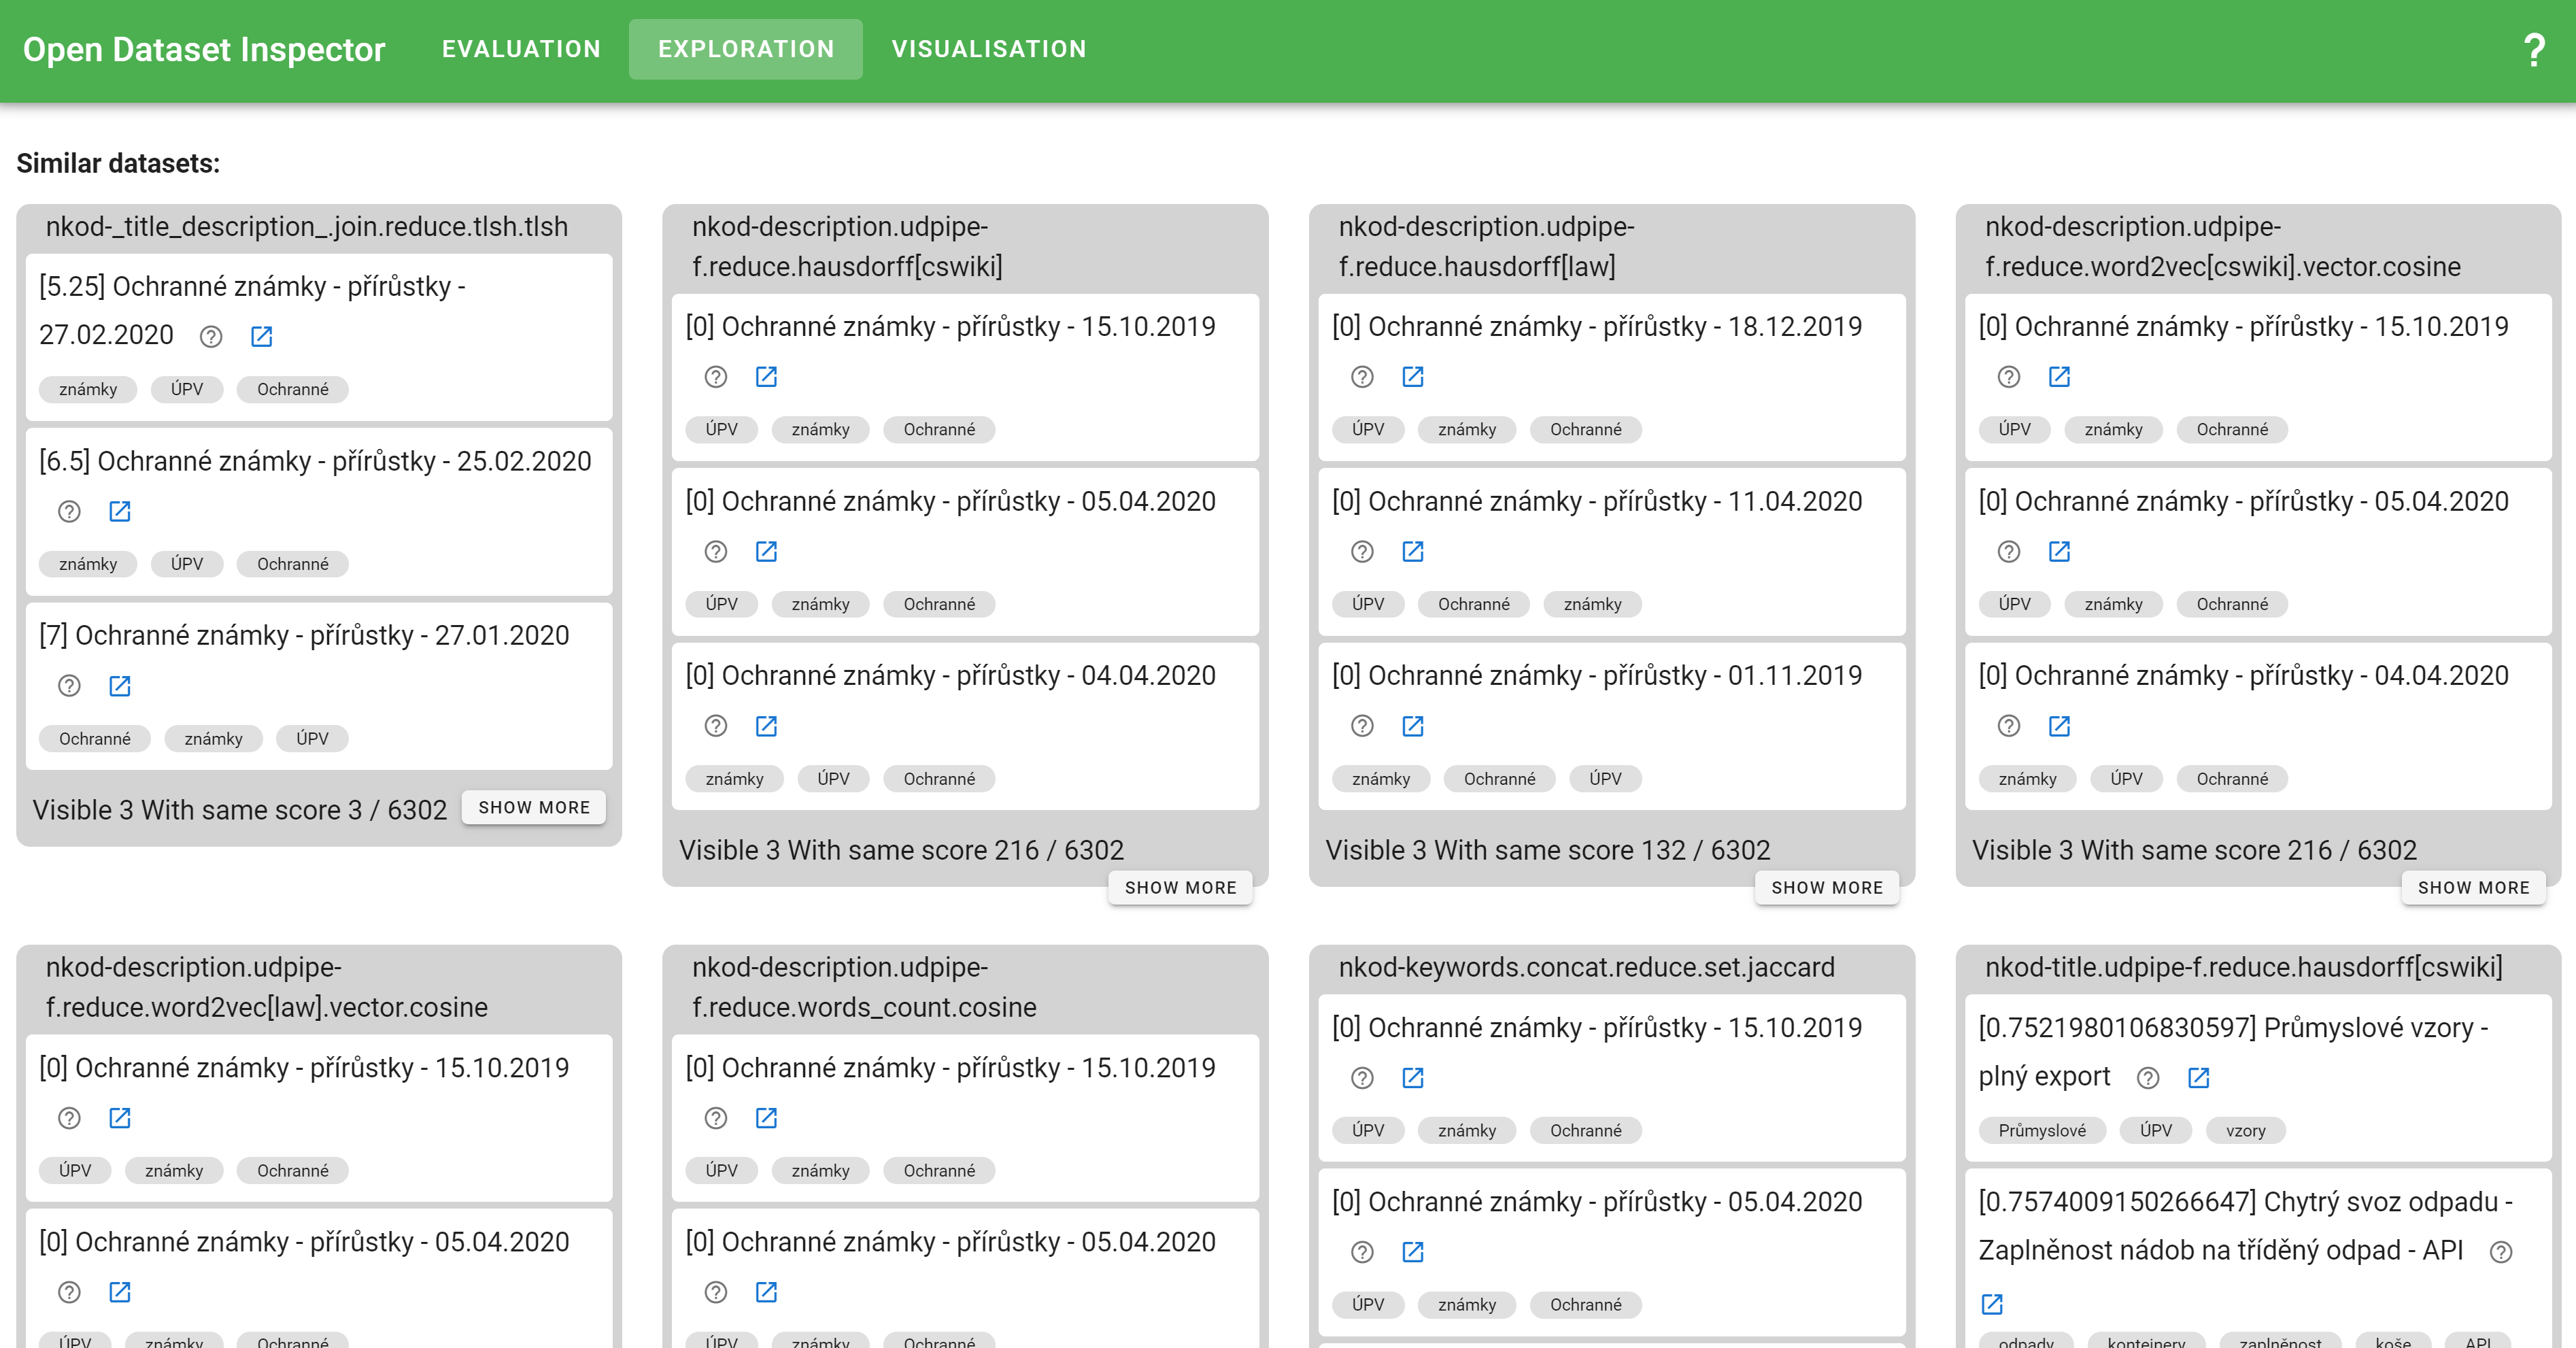 Open Dataset Inspector
EVALUATION
EXPLORATION
VISUALISATION
?
Similar datasets:
nkod-_title_description_.join.reduce.tlsh.tlsh
[5.25] Ochranné známky - přírůstky -
27.02.2020
známky ÚPV Ochranné
[6.5] Ochranné známky - přírůstky - 25.02.2020
známky ÚPV Ochranné
[7] Ochranné známky - přírůstky - 27.01.2020
Ochranné známky ÚPV
Visible 3 With same score 3 / 6302
SHOW MORE
nkod-description.udpipe-
f.reduce.hausdorff[cswiki]
[0] Ochranné známky - přírůstky - 15.10.2019
ÚPV známky Ochranné
[0] Ochranné známky - přírůstky - 05.04.2020
ÚPV známky Ochranné
[0] Ochranné známky - přírůstky - 04.04.2020
známky ÚPV Ochranné
Visible 3 With same score 216 / 6302
SHOW MORE
nkod-description.udpipe-
f.reduce.hausdorff[law]
[0] Ochranné známky - přírůstky - 18.12.2019
ÚPV známky Ochranné
[0] Ochranné známky - přírůstky - 11.04.2020
ÚPV Ochranné známky
[0] Ochranné známky - přírůstky - 01.11.2019
známky Ochranné ÚPV
Visible 3 With same score 132 / 6302
SHOW MORE
nkod-description.udpipe-
f.reduce.word2vec[cswiki].vector.cosine
[0] Ochranné známky - přírůstky - 15.10.2019
ÚPV známky Ochranné
[0] Ochranné známky - přírůstky - 05.04.2020
ÚPV známky Ochranné
[0] Ochranné známky - přírůstky - 04.04.2020
známky ÚPV Ochranné
Visible 3 With same score 216 / 6302
SHOW MORE
nkod-description.udpipe-
f.reduce.word2vec[law].vector.cosine
[0] Ochranné známky - přírůstky - 15.10.2019
ÚPV známky Ochranné
[0] Ochranné známky - přírůstky - 05.04.2020
ÚPV známky Ochranné
nkod-description.udpipe-
f.reduce.words_count.cosine
[0] Ochranné známky - přírůstky - 15.10.2019
ÚPV známky Ochranné
[0] Ochranné známky - přírůstky - 05.04.2020
ÚPV známky Ochranné
nkod-keywords.concat.reduce.set.jaccard
[0] Ochranné známky - přírůstky - 15.10.2019
ÚPV známky Ochranné
[0] Ochranné známky - přírůstky - 05.04.2020
ÚPV známky Ochranné
nkod-title.udpipe-f.reduce.hausdorff[cswiki]
[0.7521980106830597] Průmyslové vzory -
plný export
Průmyslové ÚPV vzory
[0.7574009150266647] Chytrý svoz odpadu -
Zaplněnost nádob na tříděný odpad - API
odpady kontejnery zaplněnost koše API